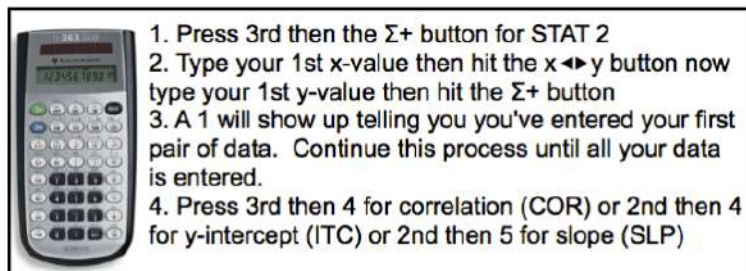 1. Press 3rd then the Σ+ button for STAT 2
2. Type your 1st x-value then hit the x◄►y button now
type your 1st y-value then hit the Σ+ button
3. A 1 will show up telling you you've entered your first
pair of data. Continue this process until all your data
is entered.
4. Press 3rd then 4 for correlation (COR) or 2nd then 4
for y-intercept (ITC) or 2nd then 5 for slope (SLP)